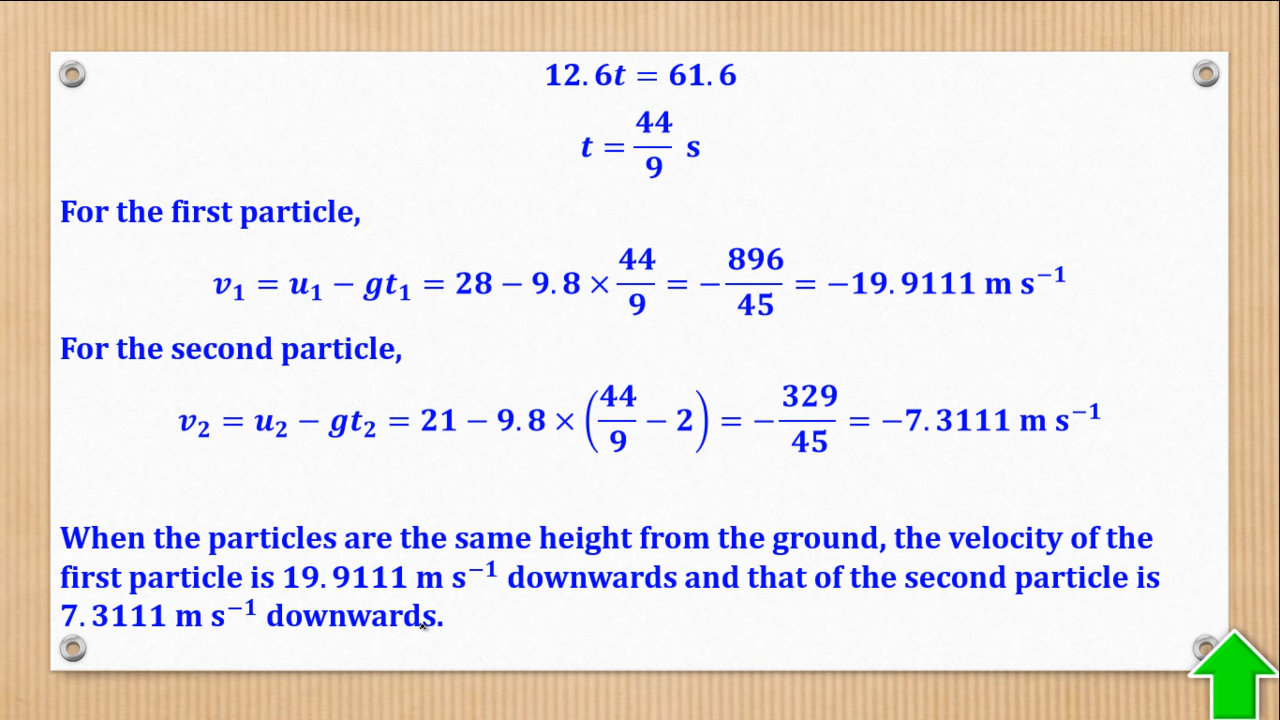 12.6t = 61.6
t = 44/9 s
For the first particle,
v₁ = u₁ − gt₁ = 28 − 9.8 × 44/9 = −896/45 = −19.9111 m s⁻¹
For the second particle,
v₂ = u₂ − gt₂ = 21 − 9.8 × (44/9 − 2) = −329/45 = −7.3111 m s⁻¹
When the particles are the same height from the ground, the velocity of the
first particle is 19.9111 m s⁻¹ downwards and that of the second particle is
7.3111 m s⁻¹ downwards.